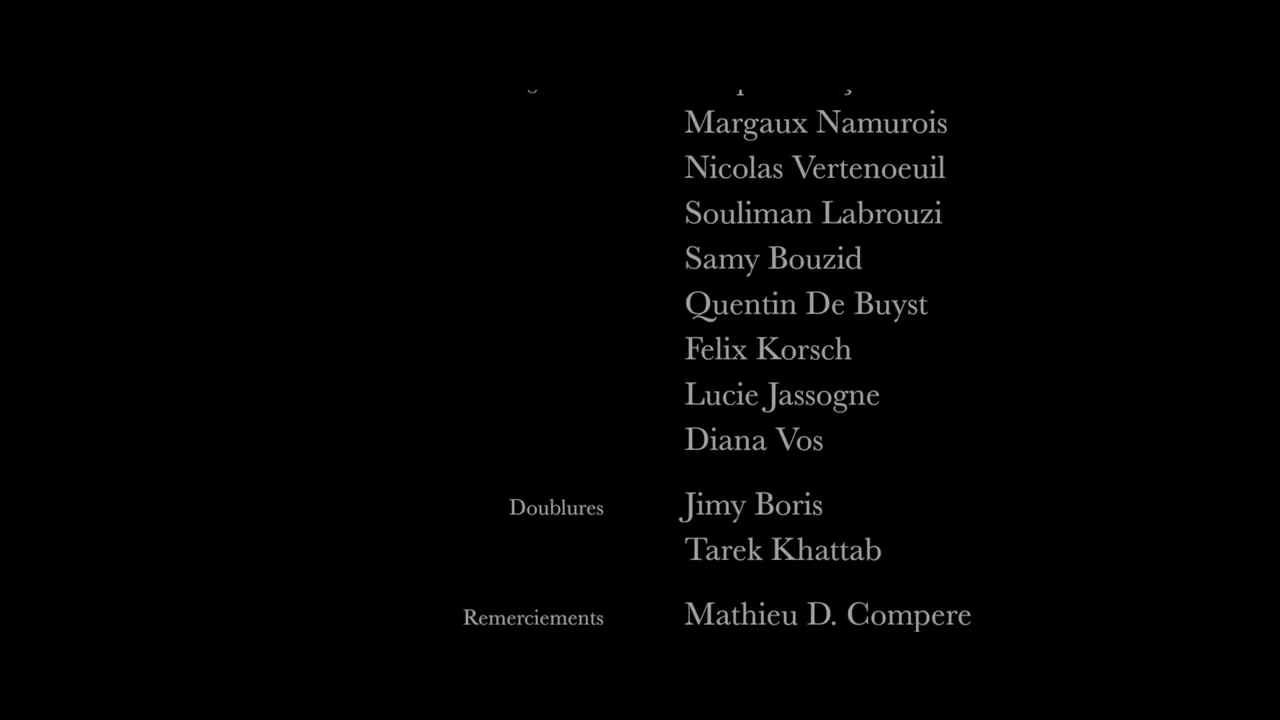 Margaux Namurois
Nicolas Vertenoeuil
Souliman Labrouzi
Samy Bouzid
Quentin De Buyst
Felix Korsch
Lucie Jassogne
Diana Vos
Doublures Jimy Boris
Tarek Khattab
Remerciements Mathieu D. Compere